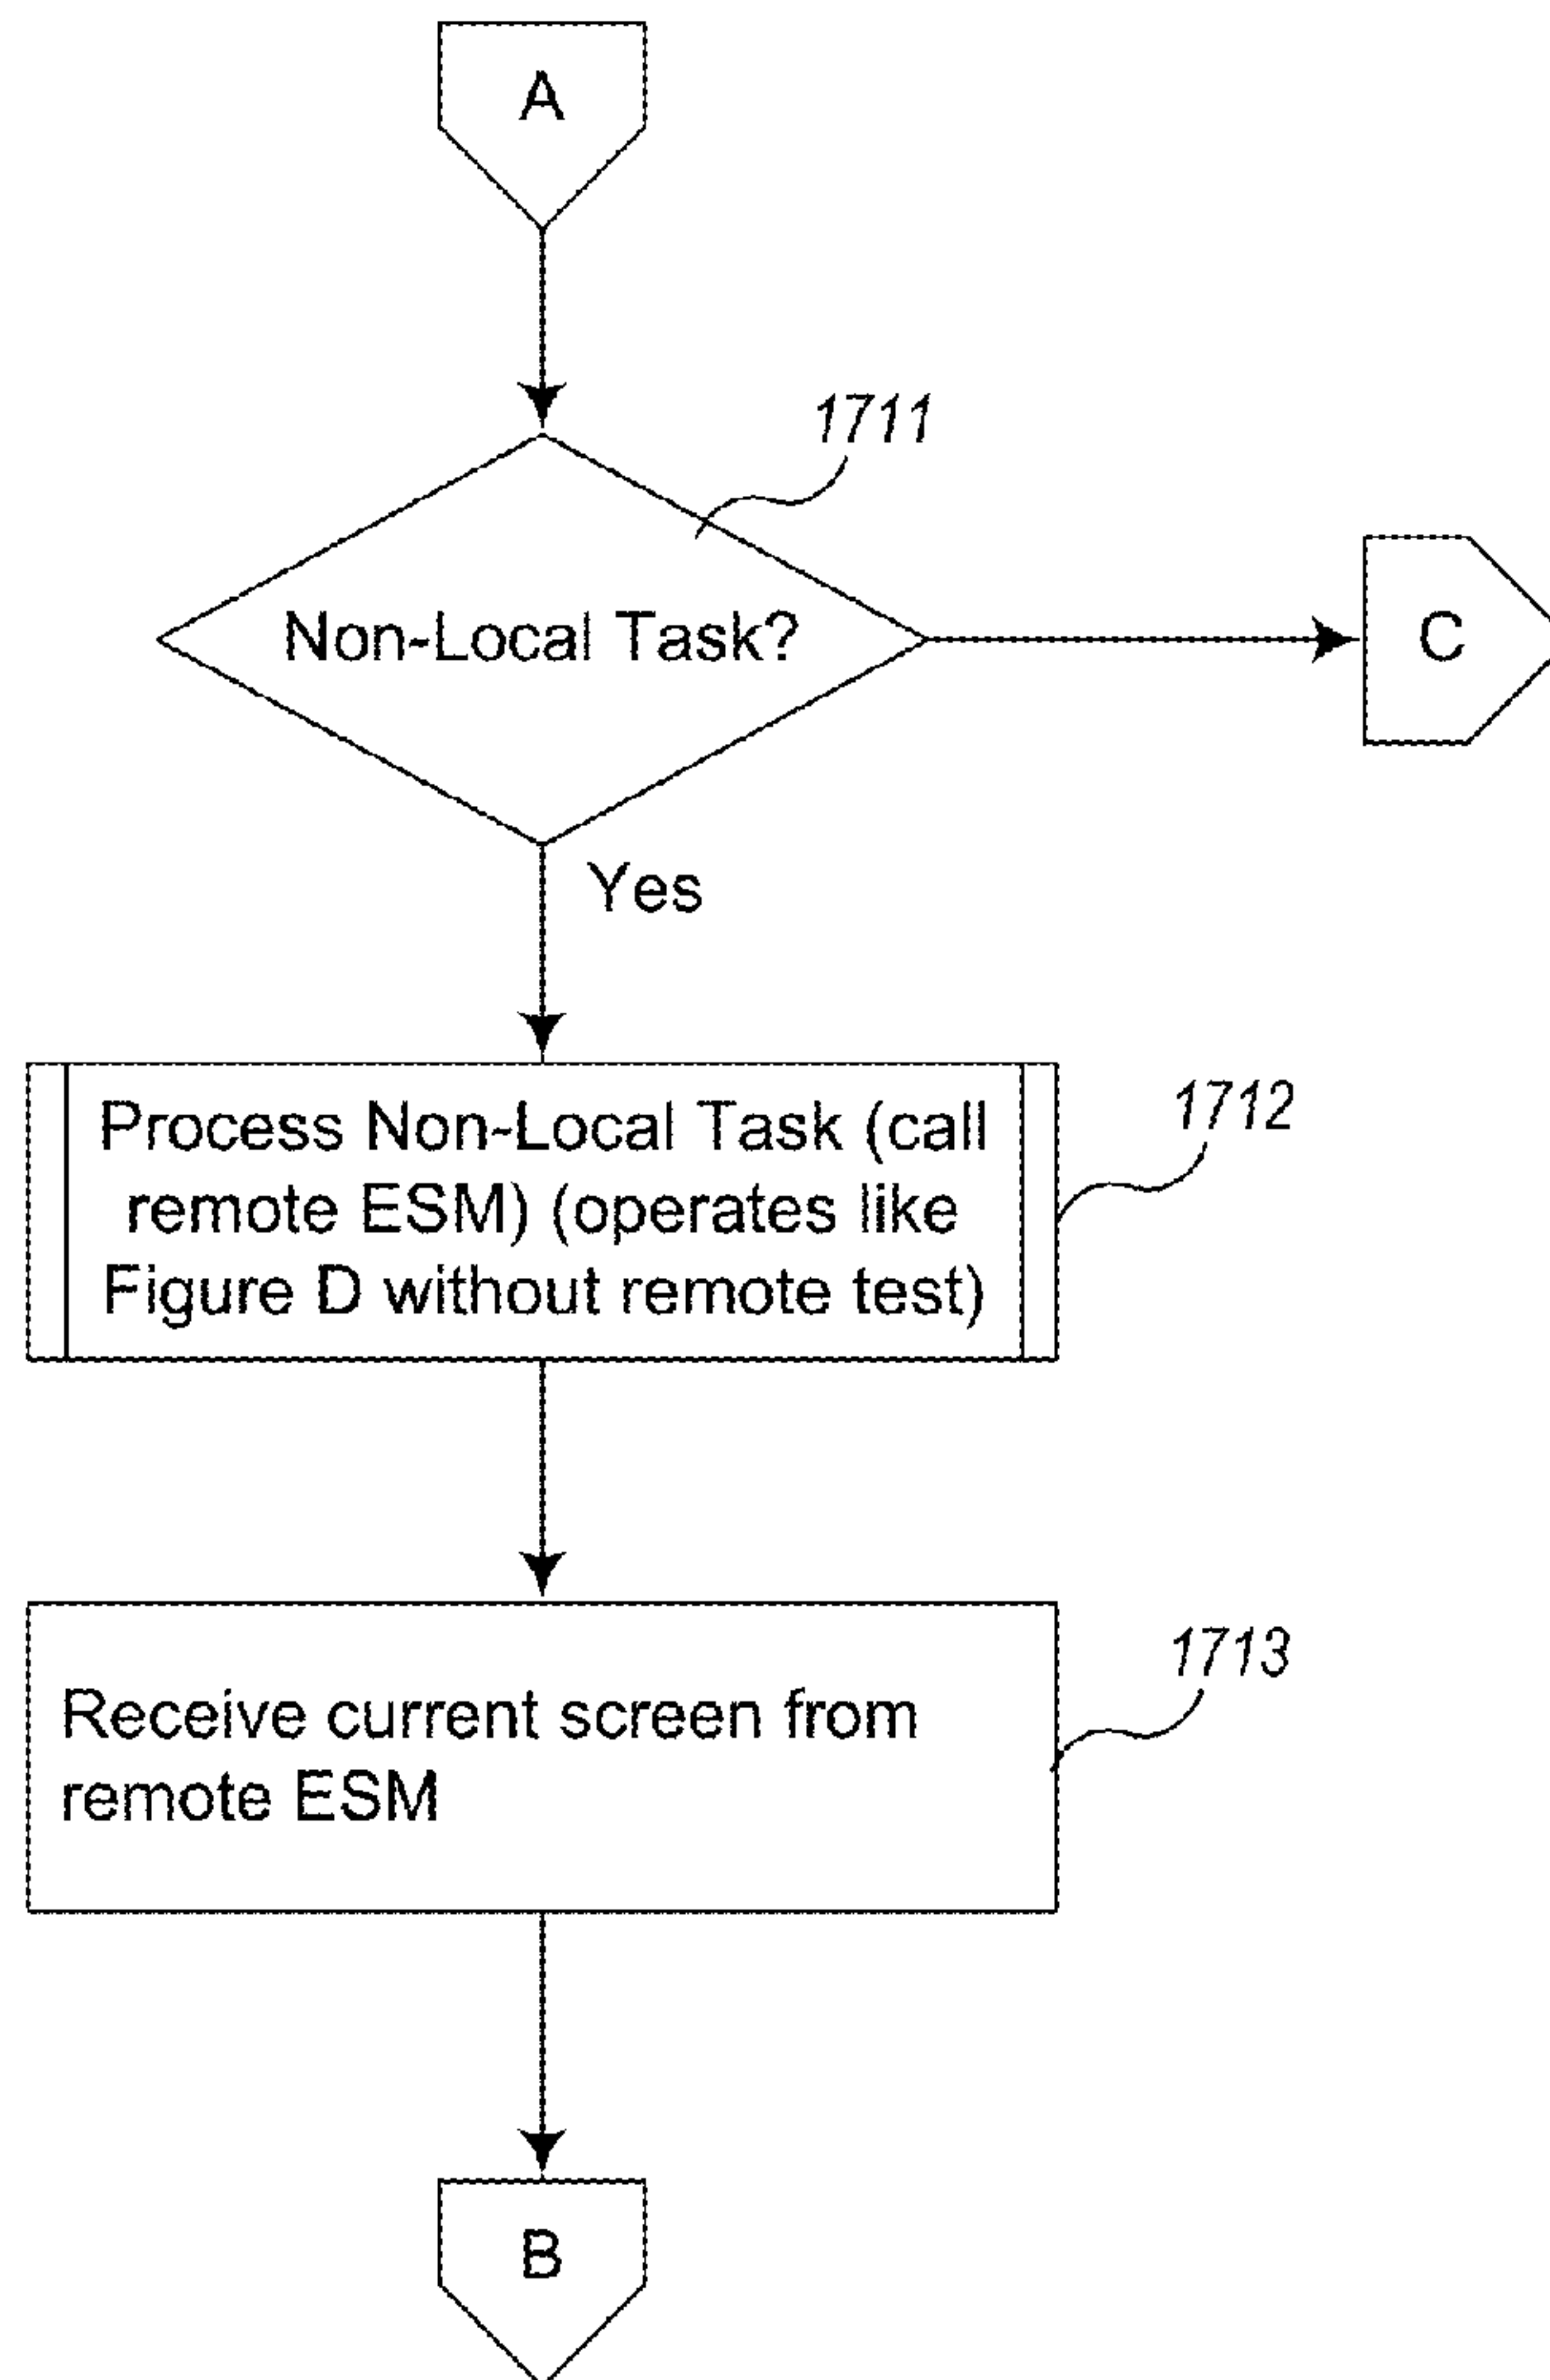 A
1711
Non-Local Task?
C
Yes
Process Non-Local Task (call
remote ESM) (operates like
Figure D without remote test)
1712
1713
Receive current screen from
remote ESM
B